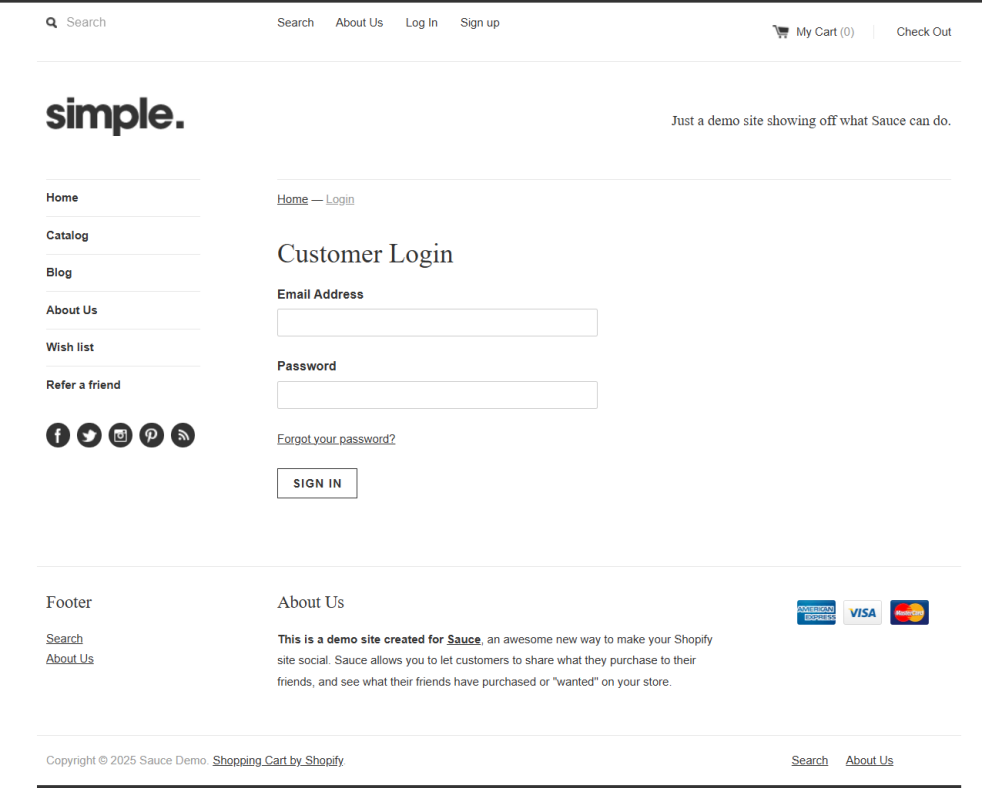 Search
Search About Us Log In Sign up
My Cart (0) Check Out
simple.
Just a demo site showing off what Sauce can do.
Home
Catalog
Blog
About Us
Wish list
Refer a friend
Home — Login
Customer Login
Email Address
Password
Forgot your password?
SIGN IN
Footer
Search
About Us
About Us
This is a demo site created for Sauce, an awesome new way to make your Shopify
site social. Sauce allows you to let customers to share what they purchase to their
friends, and see what their friends have purchased or "wanted" on your store.
AMERICAN EXPRESS VISA MasterCard
Copyright © 2025 Sauce Demo. Shopping Cart by Shopify.
Search About Us